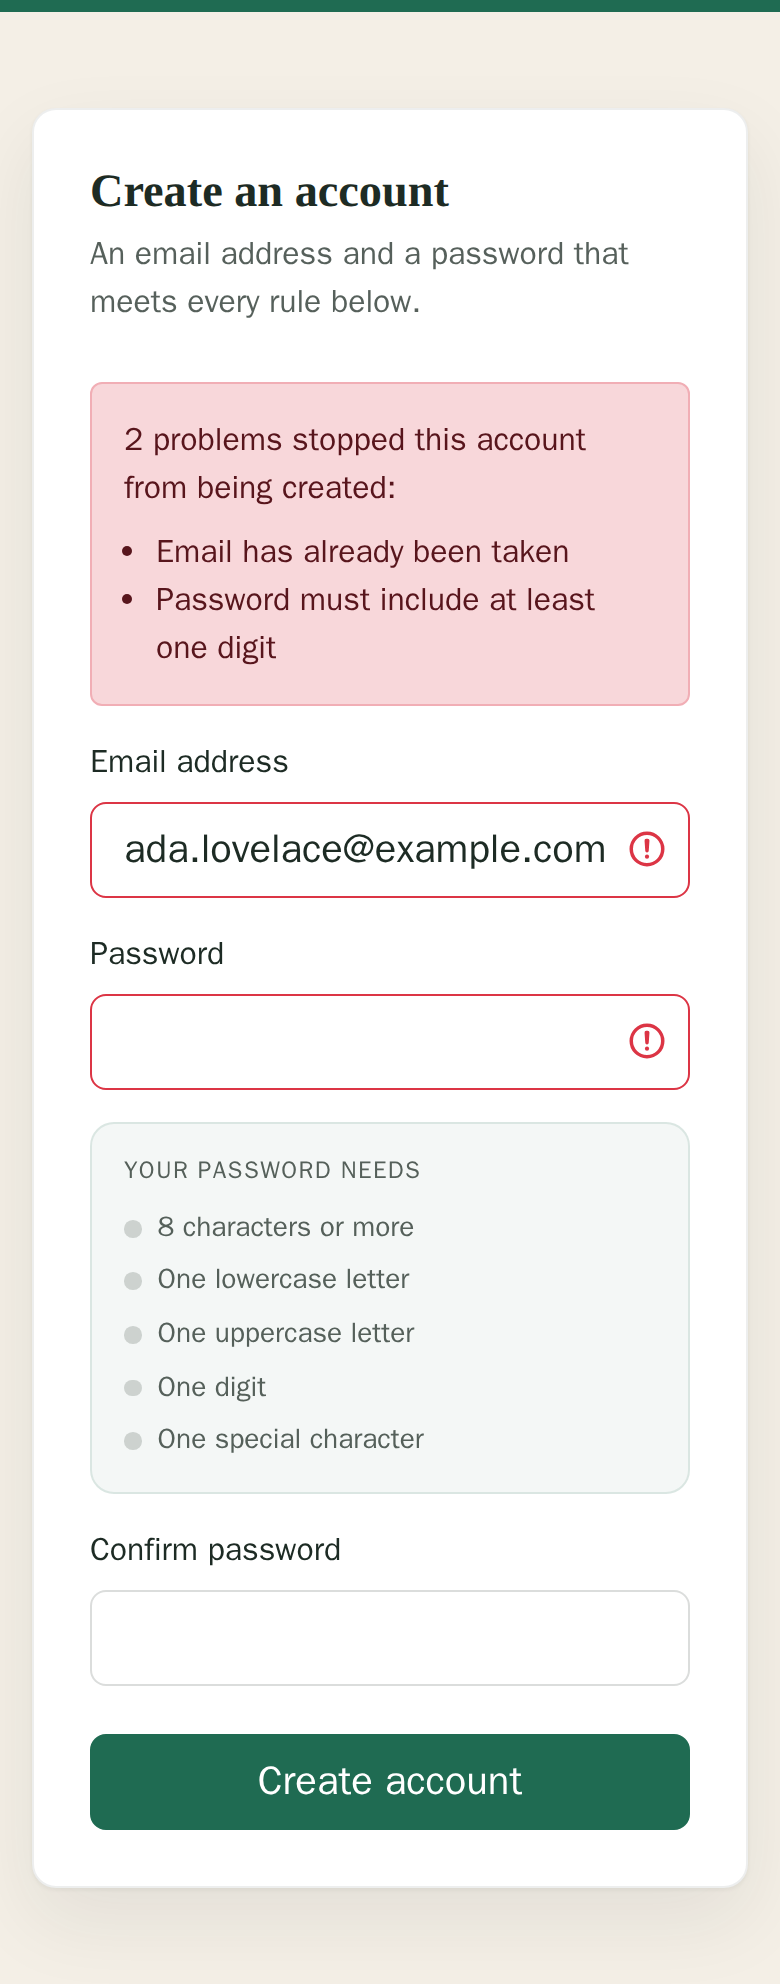 Create an account
An email address and a password that
meets every rule below.
2 problems stopped this account
from being created:
• Email has already been taken
• Password must include at least
one digit
Email address
ada.lovelace@example.com
Password
YOUR PASSWORD NEEDS
8 characters or more
One lowercase letter
One uppercase letter
One digit
One special character
Confirm password
Create account